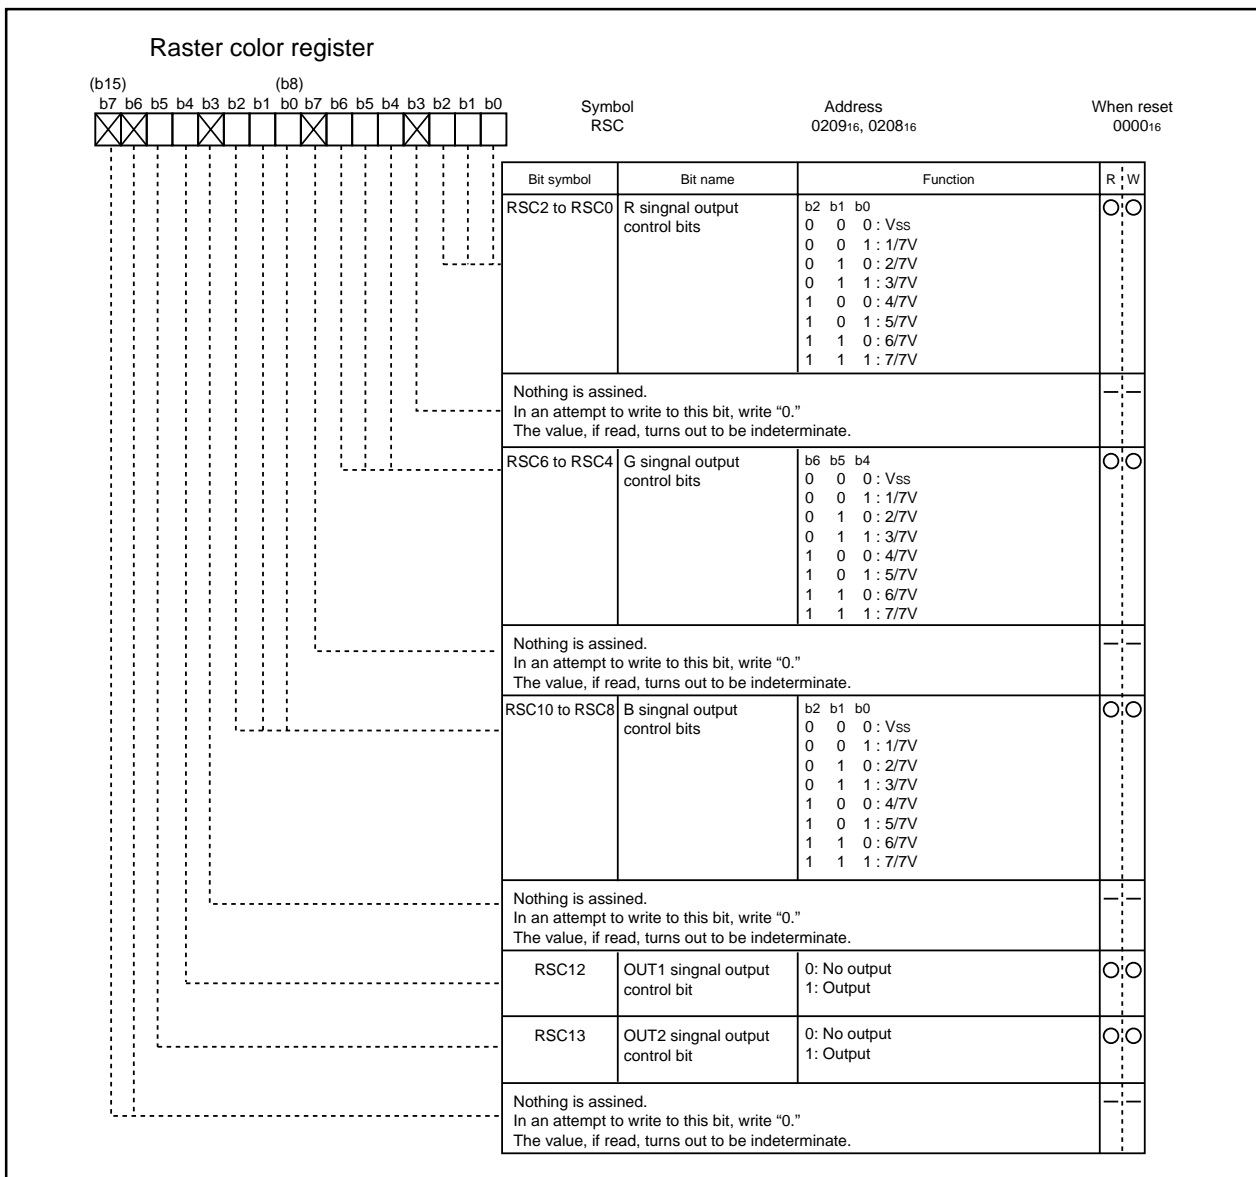 Raster color register
(b15) (b8)
b7 b6 b5 b4 b3 b2 b1 b0 b7 b6 b5 b4 b3 b2 b1 b0
Symbol Address When reset
RSC 020916, 020816 000016
Bit symbol Bit name Function R W
RSC2 to RSC0 R singnal output b2 b1 b0
control bits 0 0 0 : VSS
0 0 1 : 1/7V
0 1 0 : 2/7V
0 1 1 : 3/7V
1 0 0 : 4/7V
1 0 1 : 5/7V
1 1 0 : 6/7V
1 1 1 : 7/7V
Nothing is assined. — —
In an attempt to write to this bit, write “0.”
The value, if read, turns out to be indeterminate.
RSC6 to RSC4 G singnal output b6 b5 b4
control bits 0 0 0 : VSS
0 0 1 : 1/7V
0 1 0 : 2/7V
0 1 1 : 3/7V
1 0 0 : 4/7V
1 0 1 : 5/7V
1 1 0 : 6/7V
1 1 1 : 7/7V
Nothing is assined. — —
In an attempt to write to this bit, write “0.”
The value, if read, turns out to be indeterminate.
RSC10 to RSC8 B singnal output b2 b1 b0
control bits 0 0 0 : VSS
0 0 1 : 1/7V
0 1 0 : 2/7V
0 1 1 : 3/7V
1 0 0 : 4/7V
1 0 1 : 5/7V
1 1 0 : 6/7V
1 1 1 : 7/7V
Nothing is assined. — —
In an attempt to write to this bit, write “0.”
The value, if read, turns out to be indeterminate.
RSC12 OUT1 singnal output 0: No output
control bit 1: Output
RSC13 OUT2 singnal output 0: No output
control bit 1: Output
Nothing is assined. — —
In an attempt to write to this bit, write “0.”
The value, if read, turns out to be indeterminate.